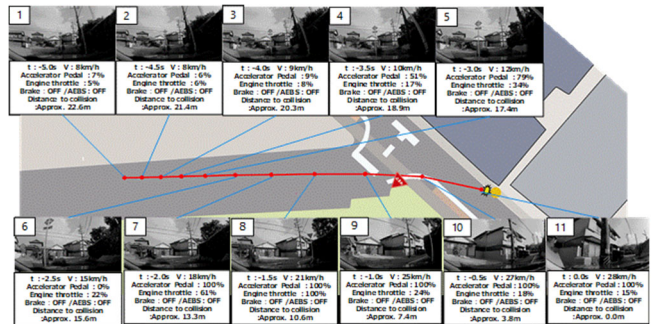 1
t : -5.0s V : 8km/h
Accelerator Pedal : 7%
Engine throttle : 5%
Brake : OFF /AEBS : OFF
Distance to collision
:Approx. 22.6m
2
t : -4.5s V : 8km/h
Accelerator Pedal : 6%
Engine throttle : 6%
Brake : OFF /AEBS : OFF
Distance to collision
:Approx. 21.4m
3
t : -4.0s V : 9km/h
Accelerator Pedal : 9%
Engine throttle : 8%
Brake : OFF /AEBS : OFF
Distance to collision
:Approx. 20.3m
4
t : -3.5s V : 10km/h
Accelerator Pedal : 51%
Engine throttle : 17%
Brake : OFF /AEBS : OFF
Distance to collision
:Approx. 18.9m
5
t : -3.0s V : 12km/h
Accelerator Pedal : 79%
Engine throttle : 34%
Brake : OFF /AEBS : OFF
Distance to collision
:Approx. 17.4m
6
t : -2.5s V : 15km/h
Accelerator Pedal : 0%
Engine throttle : 22%
Brake : OFF /AEBS : OFF
Distance to collision
:Approx. 15.6m
7
t : -2.0s V : 18km/h
Accelerator Pedal : 100%
Engine throttle : 61%
Brake : OFF /AEBS : OFF
Distance to collision
:Approx. 13.3m
8
t : -1.5s V : 21km/h
Accelerator Pedal : 100%
Engine throttle : 100%
Brake : OFF /AEBS : OFF
Distance to collision
:Approx. 10.6m
9
t : -1.0s V : 25km/h
Accelerator Pedal : 100%
Engine throttle : 24%
Brake : OFF /AEBS : OFF
Distance to collision
:Approx. 7.4m
10
t : -0.5s V : 27km/h
Accelerator Pedal : 100%
Engine throttle : 18%
Brake : OFF /AEBS : OFF
Distance to collision
:Approx. 3.8m
11
t : 0.0s V : 28km/h
Accelerator Pedal : 100%
Engine throttle : 15%
Brake : OFF /AEBS : OFF
Distance to collision
:Approx. 0.0m